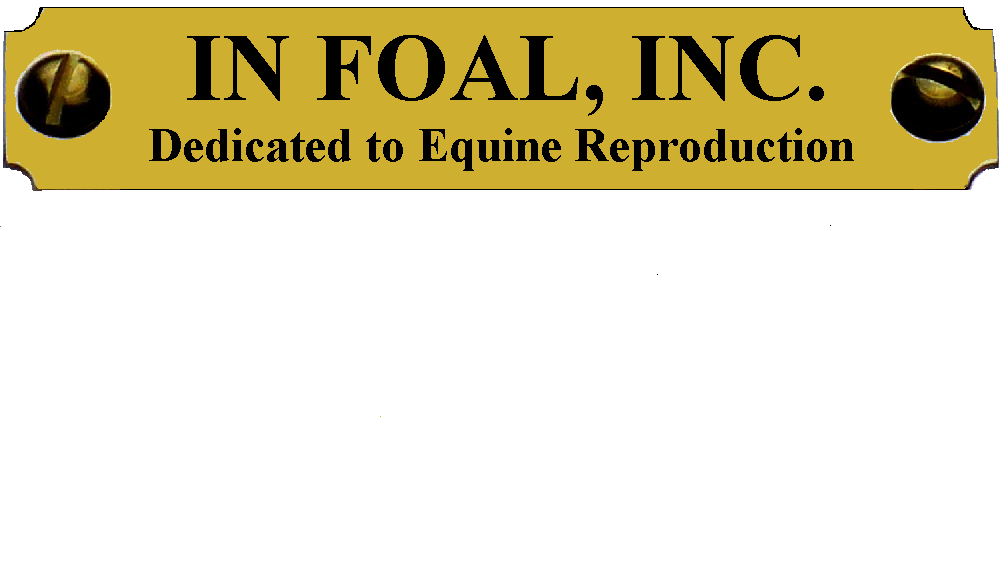 IN FOAL, INC.
Dedicated to Equine Reproduction